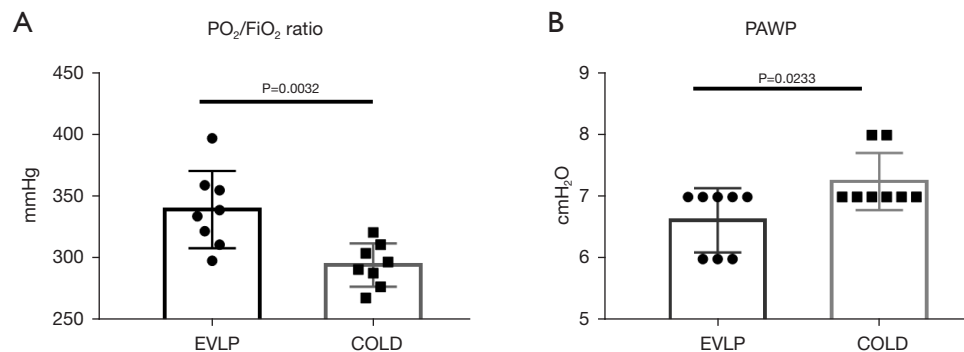 A
PO₂/FiO₂ ratio
mmHg
450
400
350
300
250
P=0.0032
EVLP
COLD
B
PAWP
cmH₂O
9
8
7
6
5
P=0.0233
EVLP
COLD